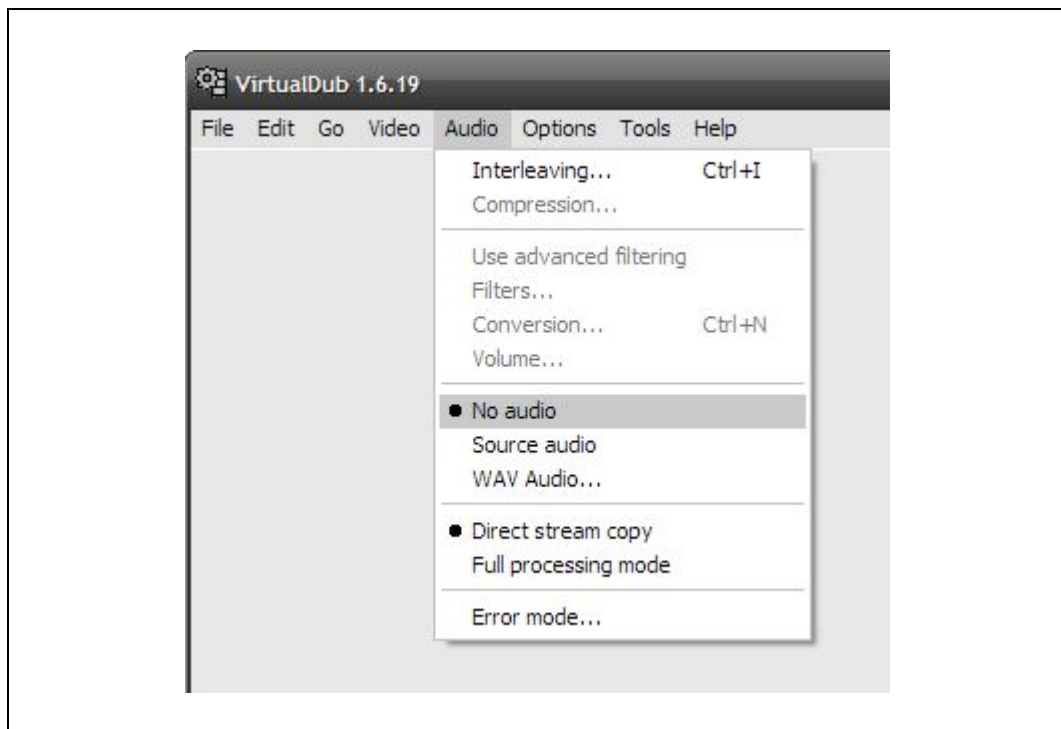 VirtualDub 1.6.19
File Edit Go Video Audio Options Tools Help
Interleaving... Ctrl+I
Compression...
Use advanced filtering
Filters...
Conversion... Ctrl+N
Volume...
No audio
Source audio
WAV Audio...
Direct stream copy
Full processing mode
Error mode...